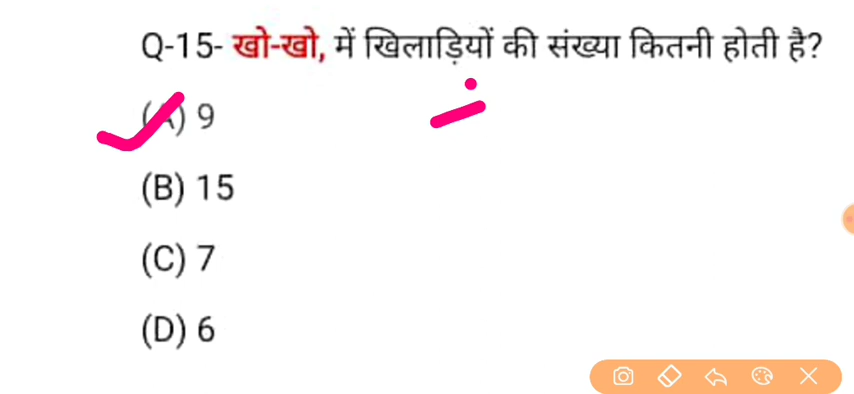 Q-15- खो-खो, में खिलाड़ियों की संख्या कितनी होती है?
(A) 9
(B) 15
(C) 7
(D) 6